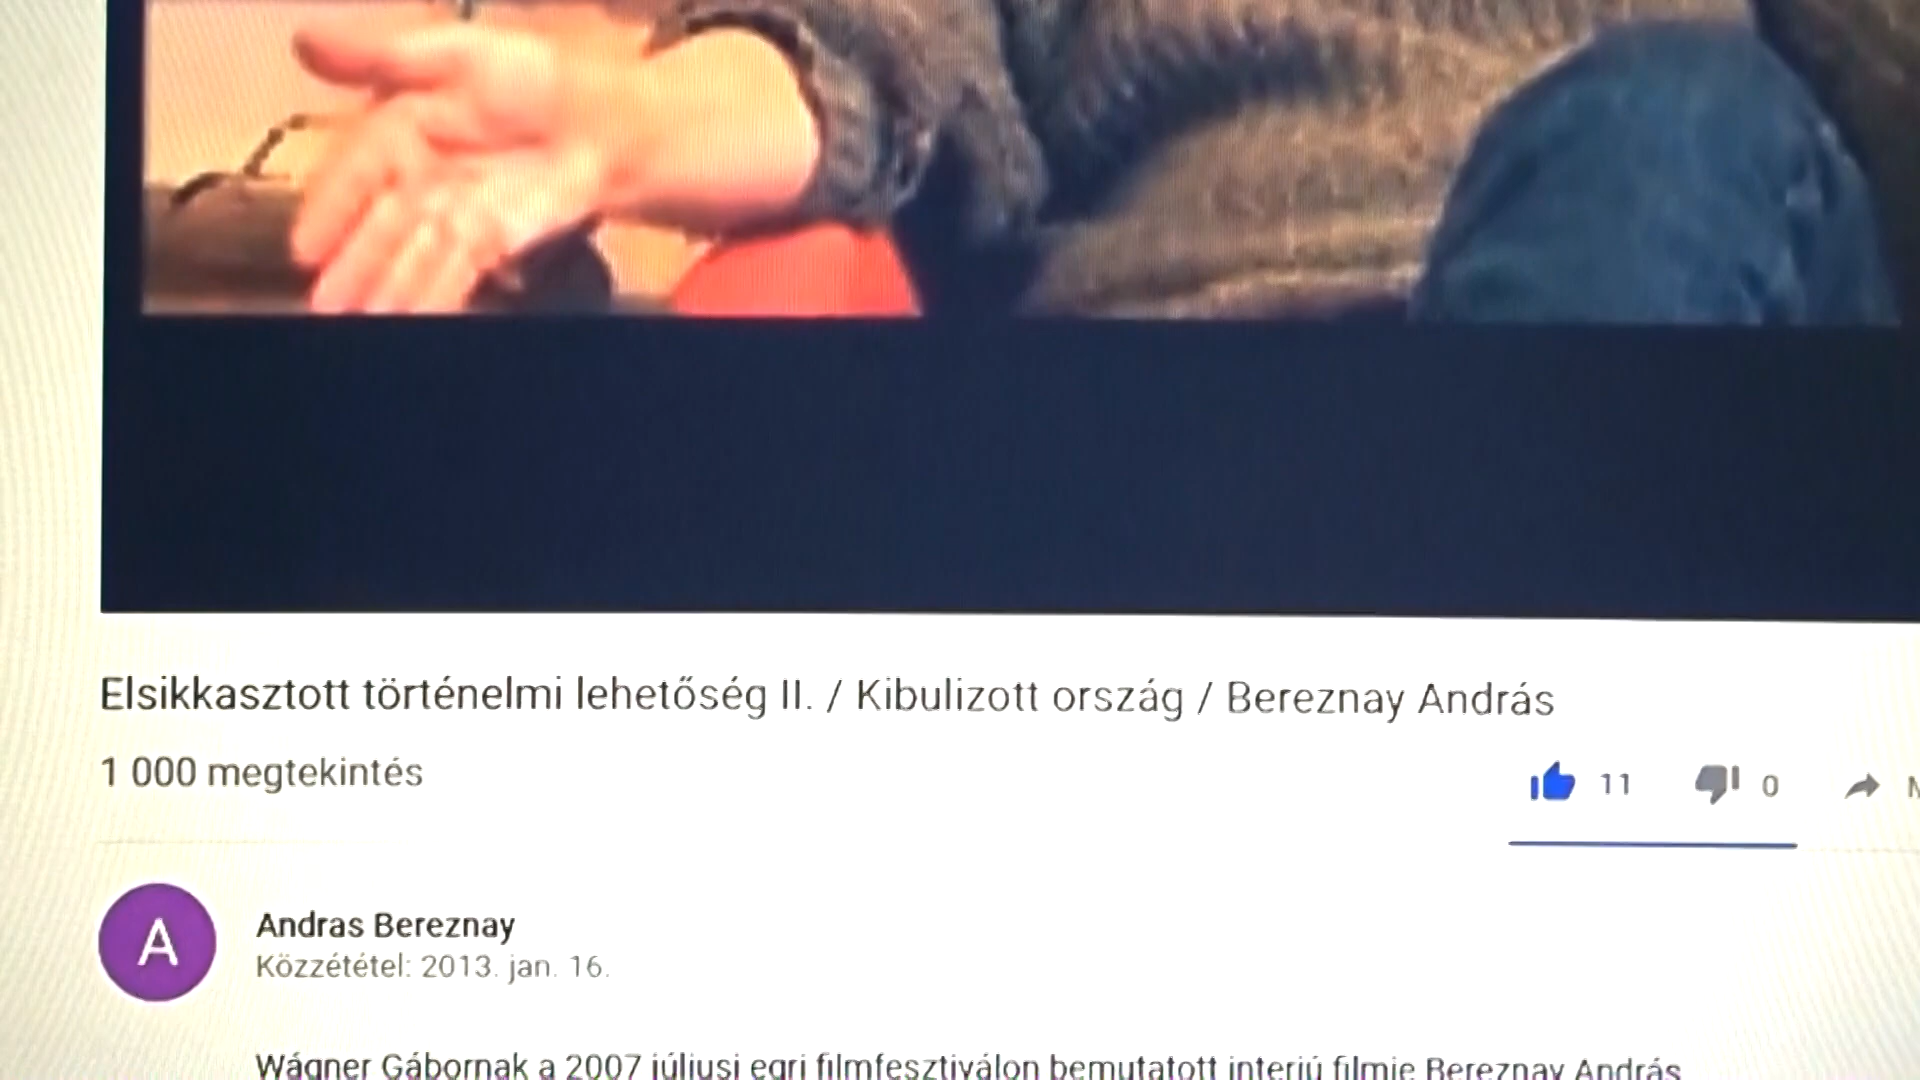 Elsikkasztott történelmi lehetőség II. / Kibulizott ország / Bereznay András
1 000 megtekintés
11 0
A
Andras Bereznay
Közzététel: 2013. jan. 16.
Wágner Gábornak a 2007 júliusi egri filmfesztiválon bemutatott interjú filmje Bereznay András